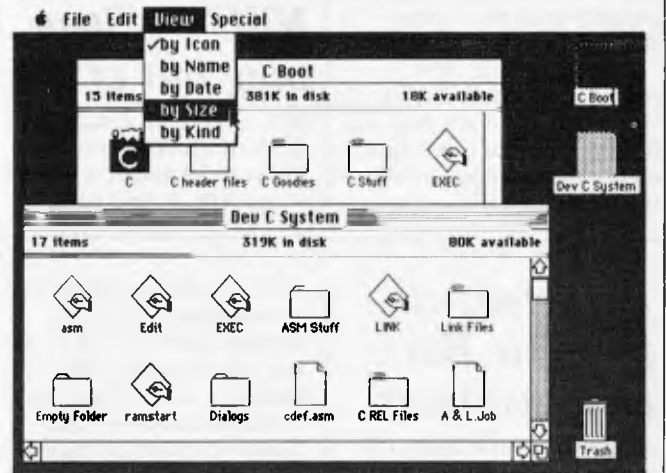 File Edit View Special
✓by Icon
by Name
by Date
by Size
by Kind
C Boot
15 items 381K in disk 18K available
C
C header files
C Goodies
C Stuff
EXEC
C Boot
Dev C System
Dev C System
17 items 319K in disk 80K available
asm
Edit
EXEC
ASM Stuff
LINK
Link Files
Empty Folder
ramstart
Dialogs
cdef.asm
C REL Files
A & L.Job
Trash